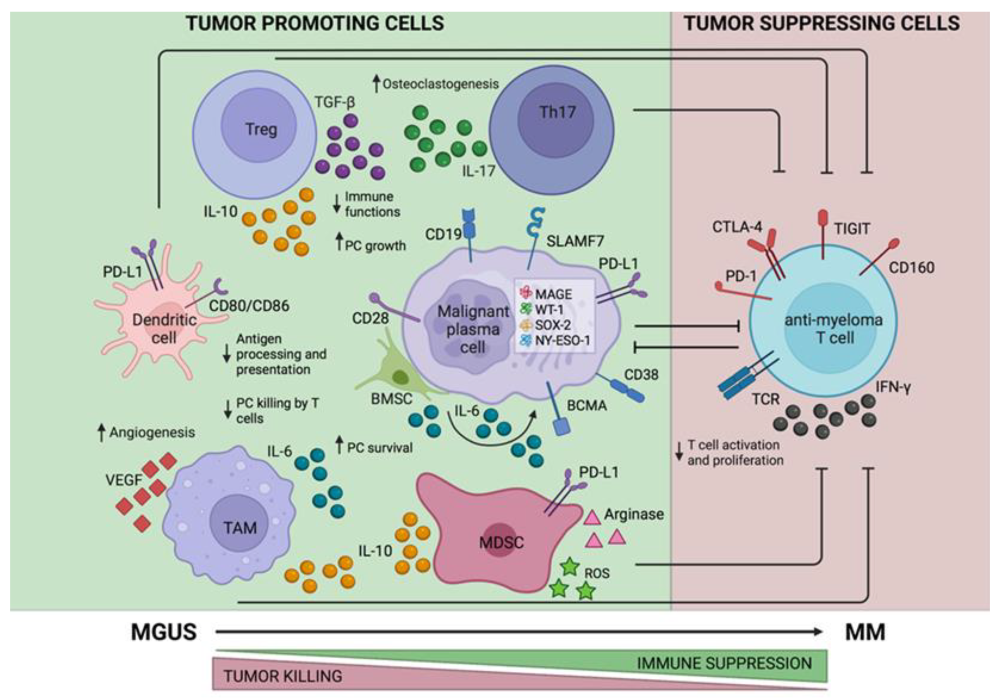 TUMOR PROMOTING CELLS
TUMOR SUPPRESSING CELLS
Osteoclastogenesis
TGF-β
Treg
Th17
IL-17
Immune
functions
IL-10
PC growth
CD19
SLAMF7
PD-L1
CTLA-4
TIGIT
PD-1
CD160
PD-L1
CD80/CD86
Dendritic
cell
CD28
Malignant
plasma
cell
MAGE
WT-1
SOX-2
NY-ESO-1
anti-myeloma
T cell
Antigen
processing and
presentation
BMSC
CD38
BCMA
IL-6
TCR
IFN-γ
PC killing by T
cells
Angiogenesis
IL-6
PC survival
T cell activation
and proliferation
VEGF
TAM
PD-L1
Arginase
MDSC
IL-10
ROS
MGUS
MM
IMMUNE SUPPRESSION
TUMOR KILLING